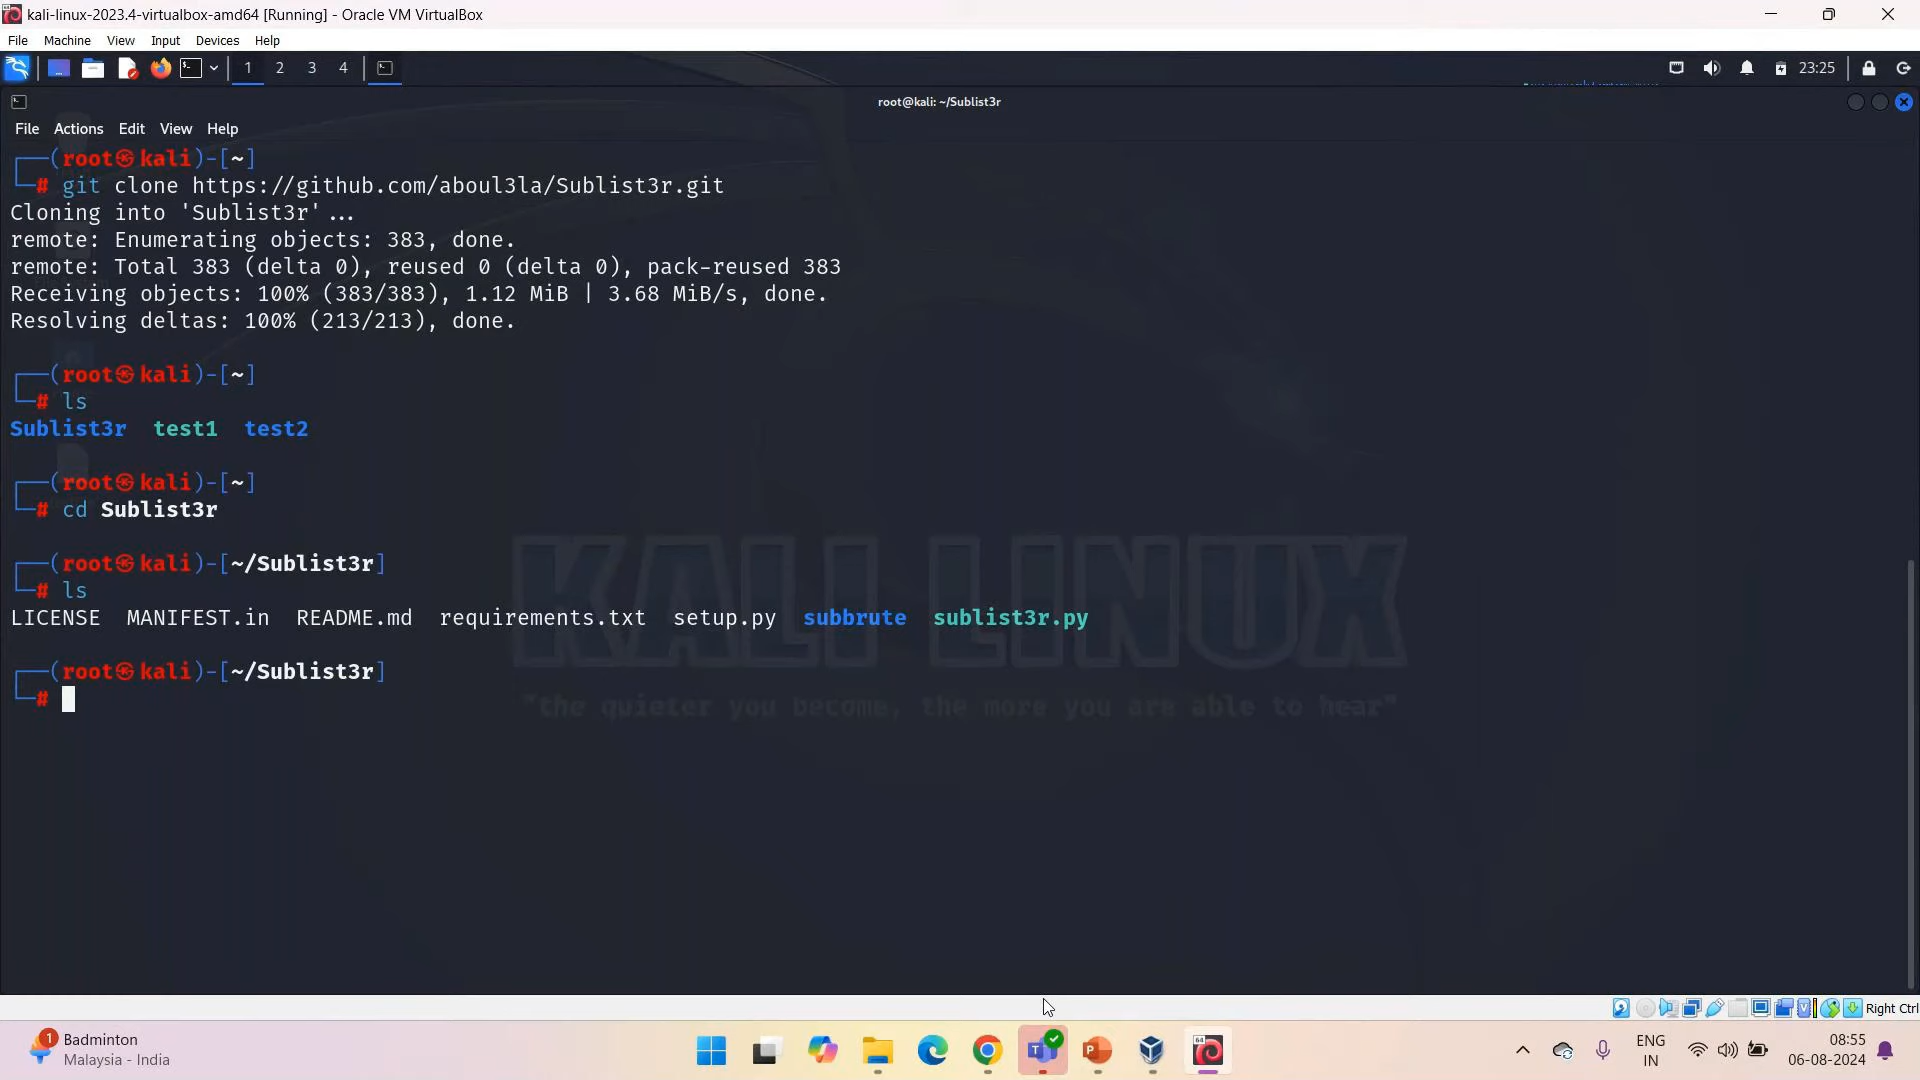 kali-linux-2023.4-virtualbox-amd64 [Running] - Oracle VM VirtualBox
File Machine View Input Devices Help
1 2 3 4 23:25
root@kali: ~/Sublist3r
File Actions Edit View Help
┌──(root㉿kali)-[~]
└─# git clone https://github.com/aboul3la/Sublist3r.git
Cloning into 'Sublist3r'...
remote: Enumerating objects: 383, done.
remote: Total 383 (delta 0), reused 0 (delta 0), pack-reused 383
Receiving objects: 100% (383/383), 1.12 MiB | 3.68 MiB/s, done.
Resolving deltas: 100% (213/213), done.
┌──(root㉿kali)-[~]
└─# ls
Sublist3r test1 test2
┌──(root㉿kali)-[~]
└─# cd Sublist3r
┌──(root㉿kali)-[~/Sublist3r]
└─# ls
LICENSE MANIFEST.in README.md requirements.txt setup.py subbrute sublist3r.py
┌──(root㉿kali)-[~/Sublist3r]
└─#
KALI LINUX
"the quieter you become, the more you are able to hear"
Right Ctrl
1 Badminton
Malaysia - India
64
ENG
IN
08:55
06-08-2024